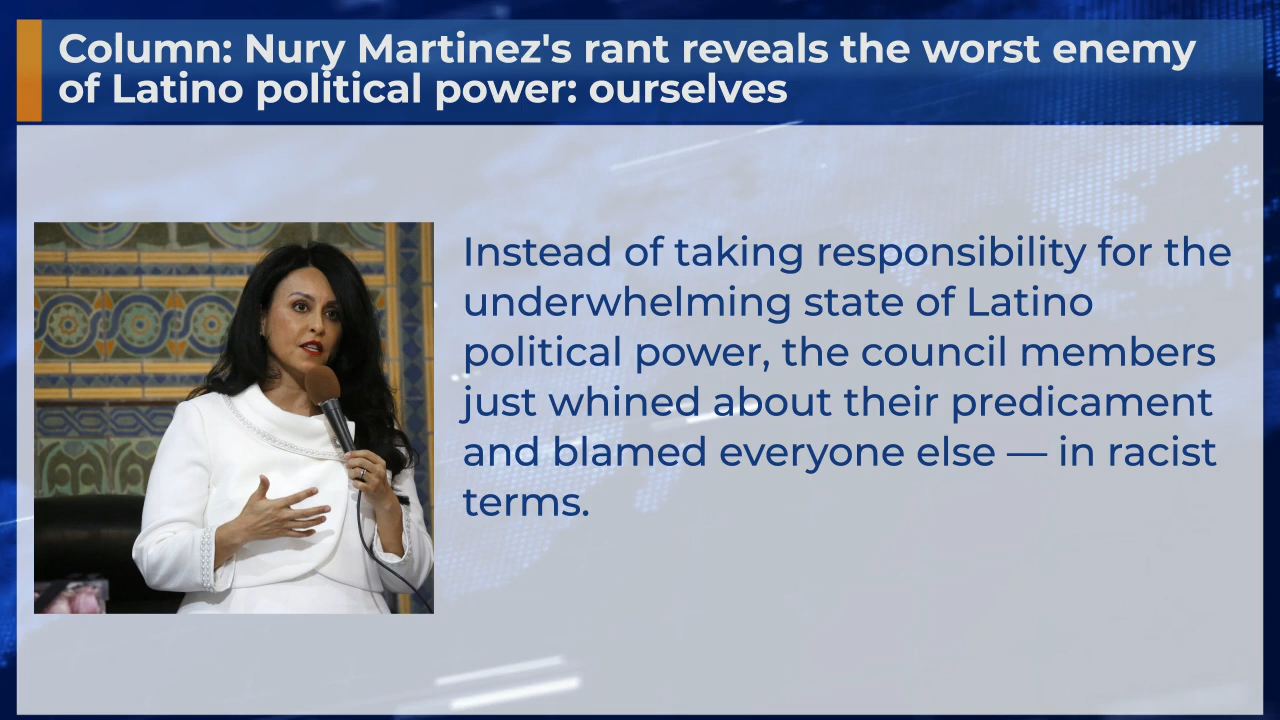 Column: Nury Martinez's rant reveals the worst enemy
of Latino political power: ourselves
Instead of taking responsibility for the
underwhelming state of Latino
political power, the council members
just whined about their predicament
and blamed everyone else — in racist
terms.